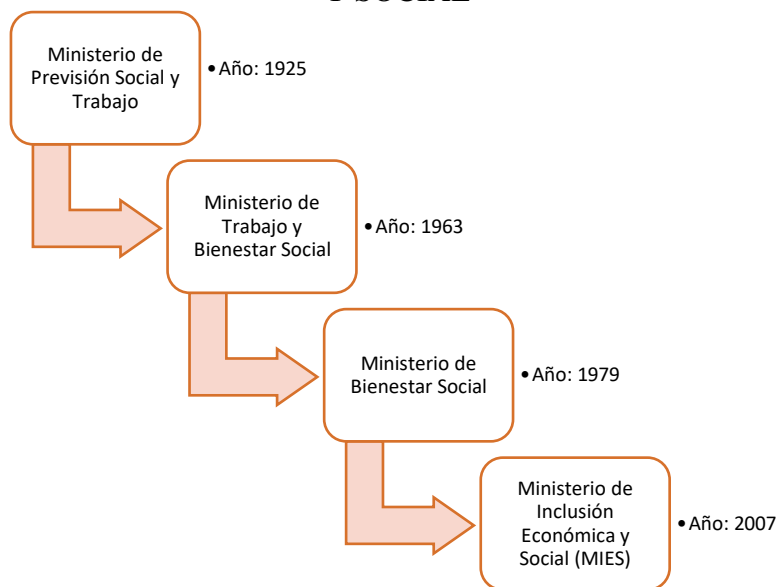 Y SOCIAL
Ministerio de
Previsión Social y
Trabajo
• Año: 1925
Ministerio de
Trabajo y
Bienestar Social
• Año: 1963
Ministerio de
Bienestar Social
• Año: 1979
Ministerio de
Inclusión
Económica y
Social (MIES)
• Año: 2007